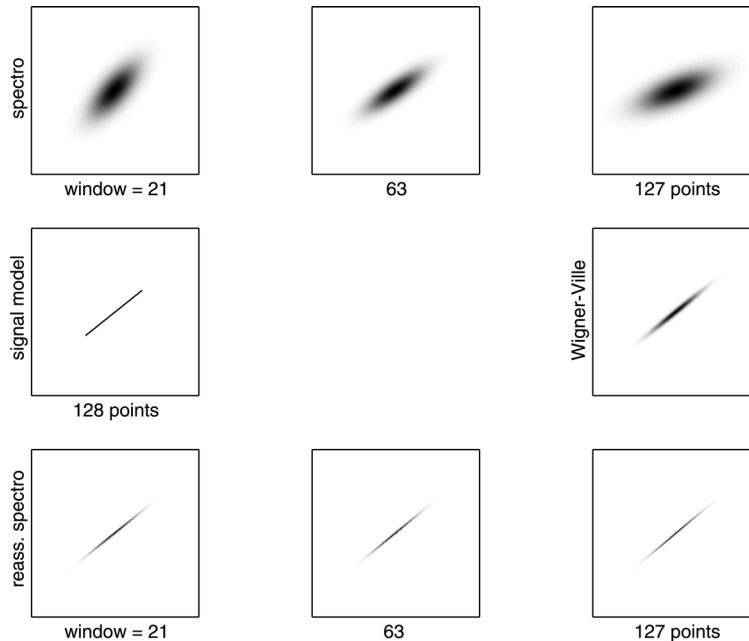 spectro
window = 21
63
127 points
signal model
128 points
Wigner-Ville
reass. spectro
window = 21
63
127 points